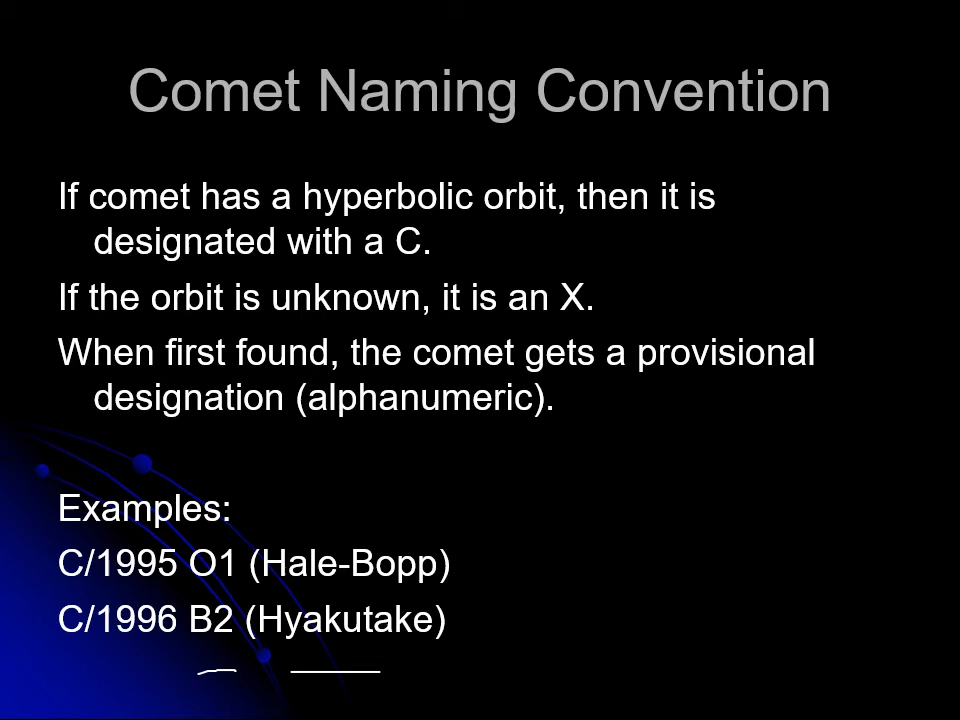 Comet Naming Convention
If comet has a hyperbolic orbit, then it is
designated with a C.
If the orbit is unknown, it is an X.
When first found, the comet gets a provisional
designation (alphanumeric).
Examples:
C/1995 O1 (Hale-Bopp)
C/1996 B2 (Hyakutake)